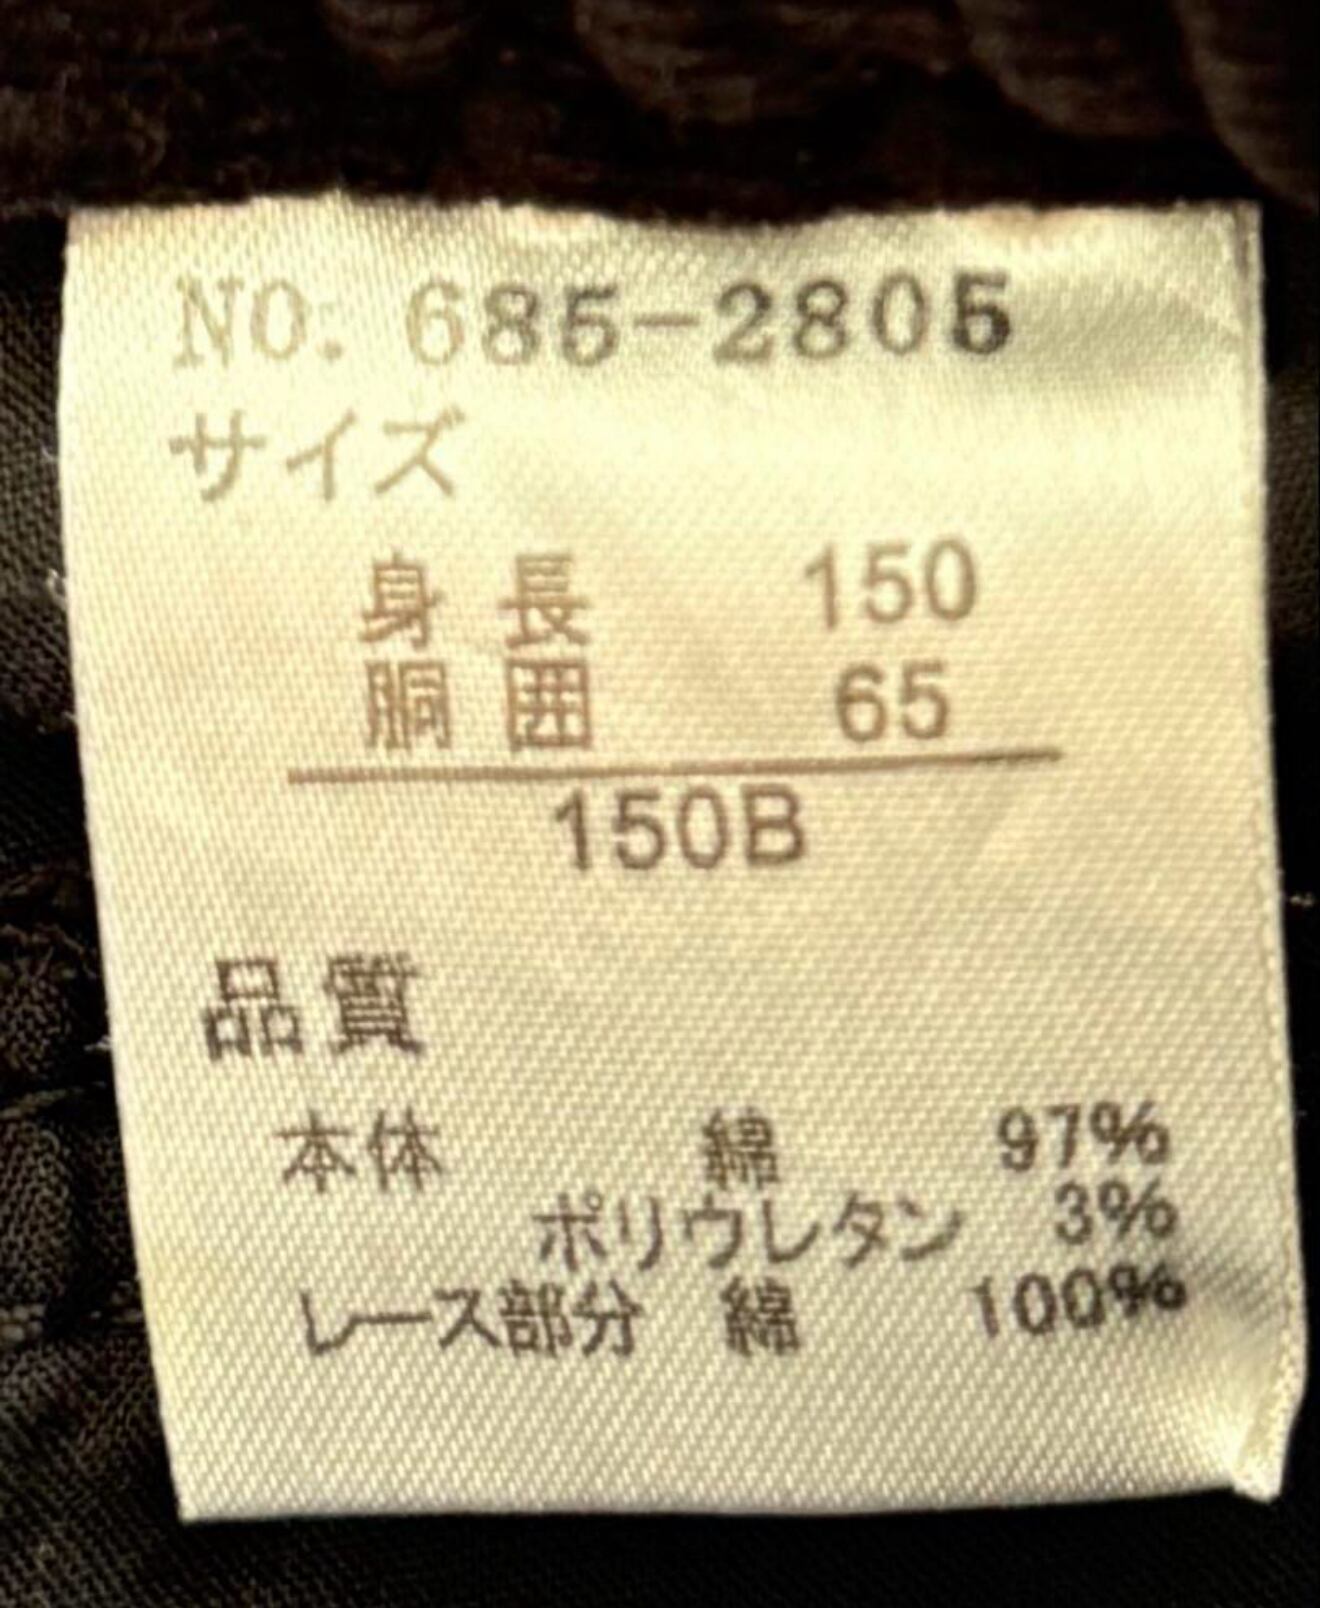 NO. 685-2805
サイズ
身長 150
胴囲 65
150B
品質
本体 綿 97%
ポリウレタン 3%
レース部分 綿 100%